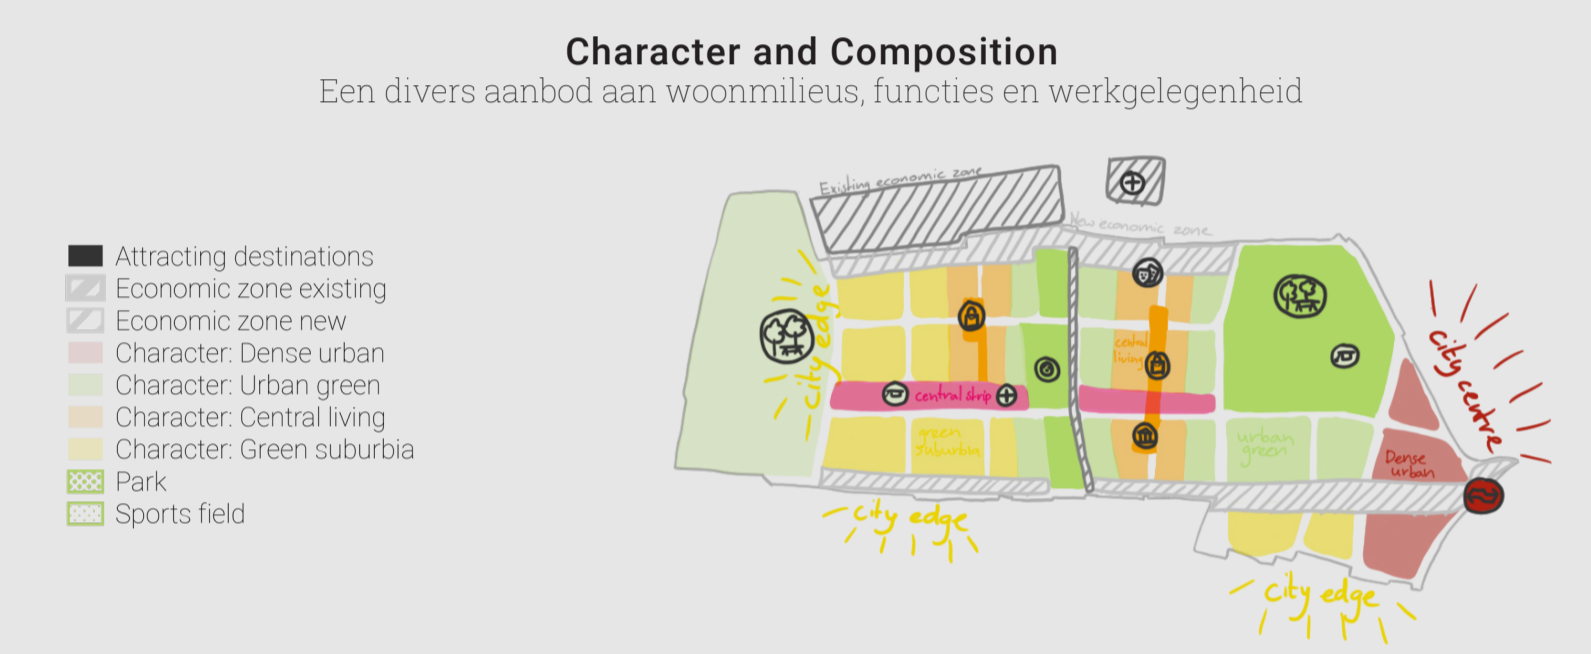 Character and Composition
Een divers aanbod aan woonmilieus, functies en werkgelegenheid
Existing economic zone
New economic zone
Attracting destinations
Economic zone existing
Economic zone new
Character: Dense urban
Character: Urban green
Character: Central living
Character: Green suburbia
Park
Sports field
city edge
central
living
central strip
green
suburbia
urban
green
city centre
Dense
urban
city edge
city edge